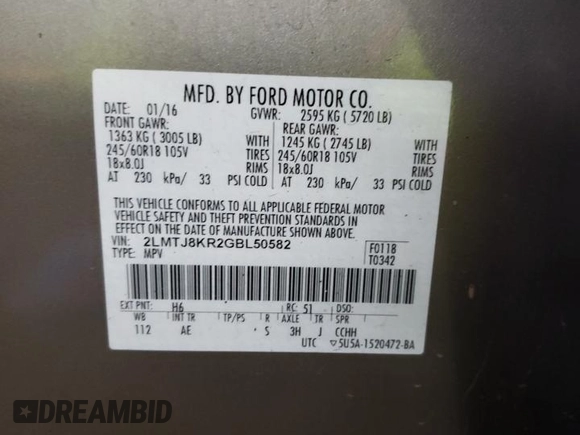 MFD. BY FORD MOTOR CO.
DATE: 01/16 GVWR: 2595 KG ( 5720 LB)
FRONT GAWR: REAR GAWR:
1363 KG ( 3005 LB) WITH 1245 KG ( 2745 LB) WITH
245/60R18 105V TIRES 245/60R18 105V TIRES
18x8.0J RIMS 18x8.0J RIMS
AT 230 kPa/ 33 PSI COLD AT 230 kPa/ 33 PSI COLD
THIS VEHICLE CONFORMS TO ALL APPLICABLE FEDERAL MOTOR
VEHICLE SAFETY AND THEFT PREVENTION STANDARDS IN
EFFECT ON THE DATE OF MANUFACTURE SHOWN ABOVE.
VIN: 2LMTJ8KR2GBL50582 F0118
TYPE: MPV T0342
EXT PNT: H6 RC: 51 DSO:
WB INT TR TP/PS R AXLE TR SPR
112 AE S 3H J CCHH
UTC ▽5U5A-1520472-BA
DREAMBID